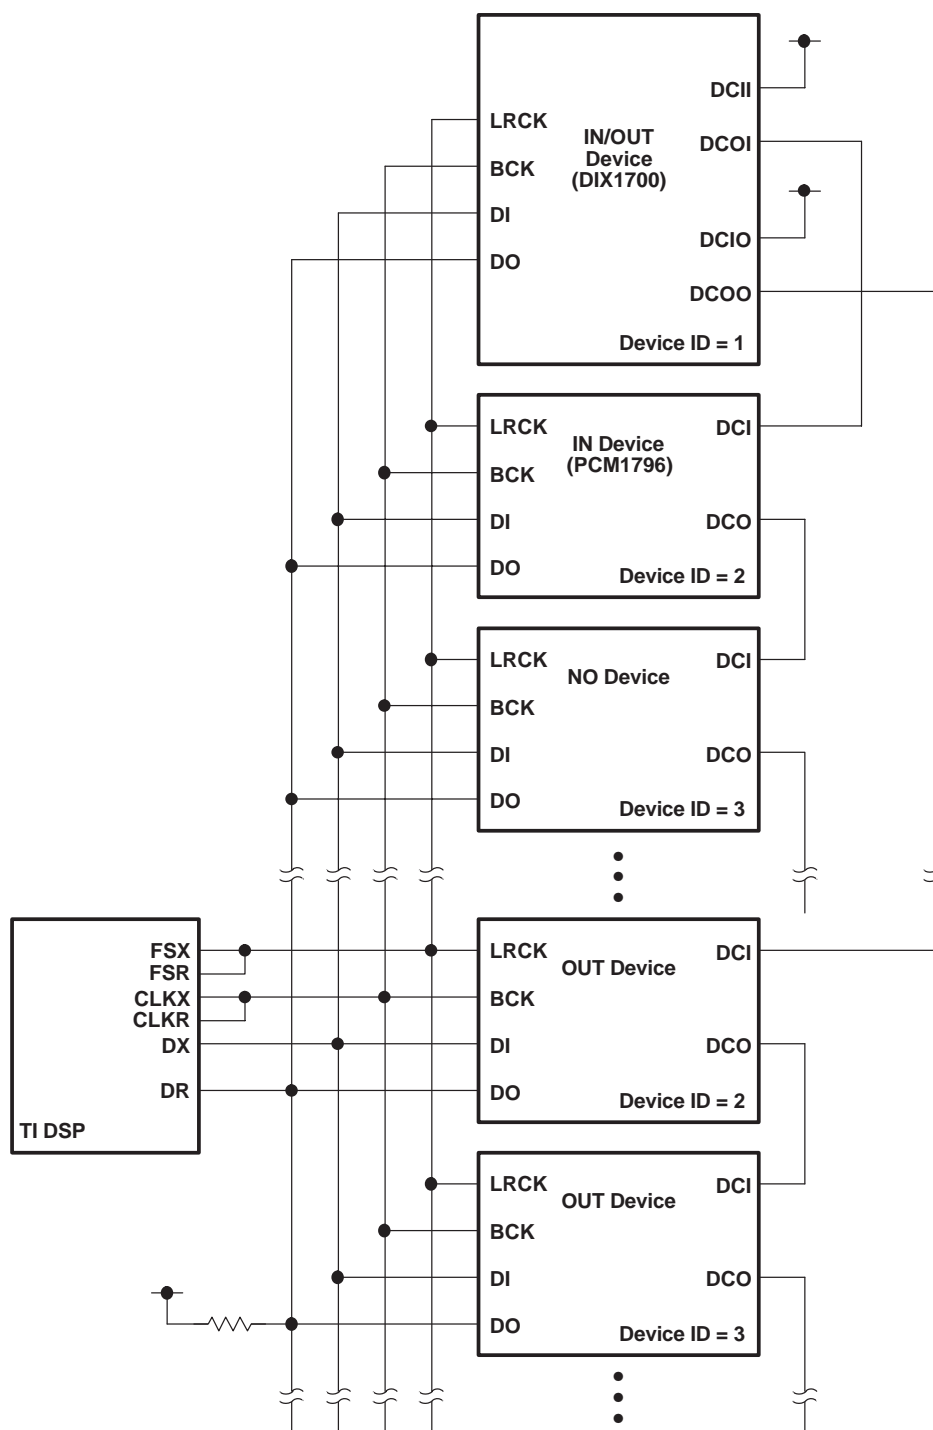 DCII
LRCK
IN/OUT
Device
(DIX1700)
DCOI
BCK
DI
DCIO
DO
DCOO
Device ID = 1
LRCK
IN Device
(PCM1796)
DCI
BCK
DI
DCO
DO
Device ID = 2
LRCK
NO Device
DCI
BCK
DI
DCO
DO
Device ID = 3
FSX
FSR
CLKX
CLKR
DX
DR
TI DSP
LRCK
OUT Device
DCI
BCK
DI
DCO
DO
Device ID = 2
LRCK
OUT Device
DCI
BCK
DI
DCO
DO
Device ID = 3